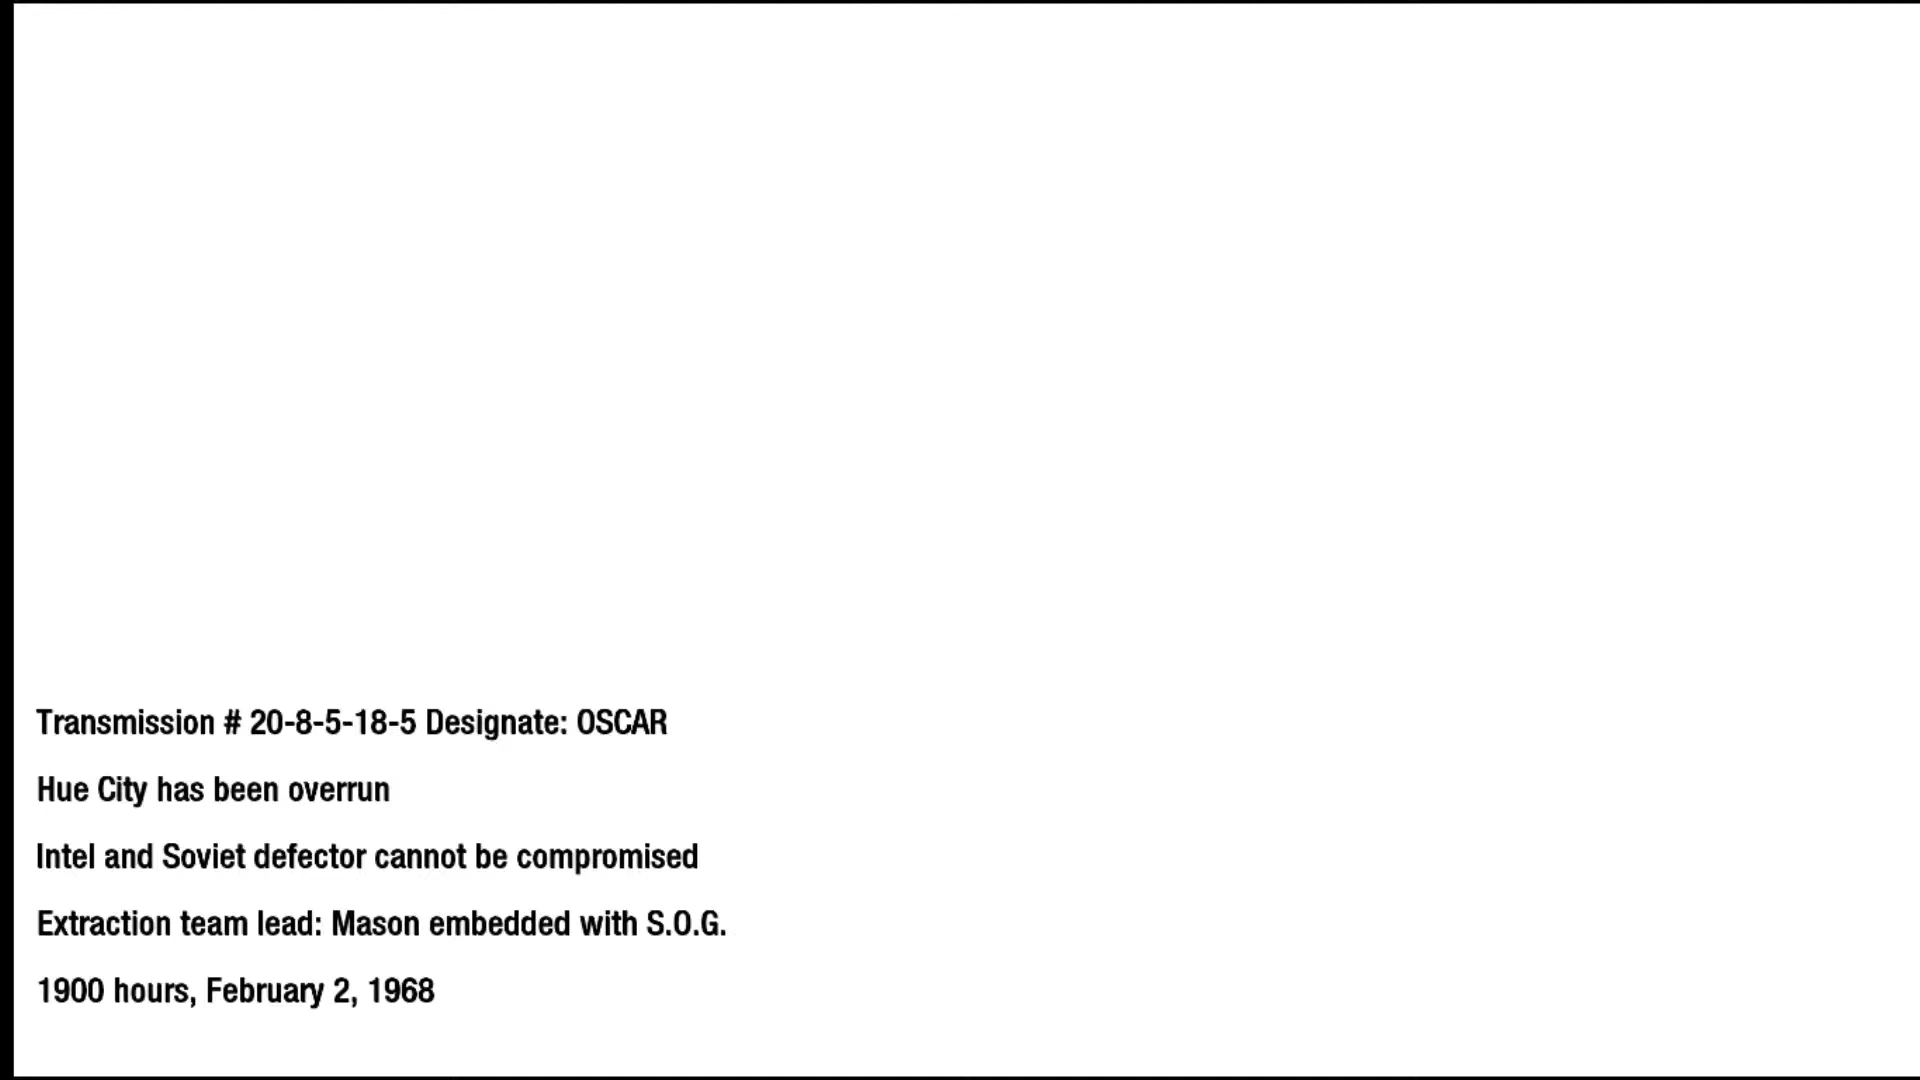 Transmission # 20-8-5-18-5 Designate: OSCAR
Hue City has been overrun
Intel and Soviet defector cannot be compromised
Extraction team lead: Mason embedded with S.O.G.
1900 hours, February 2, 1968